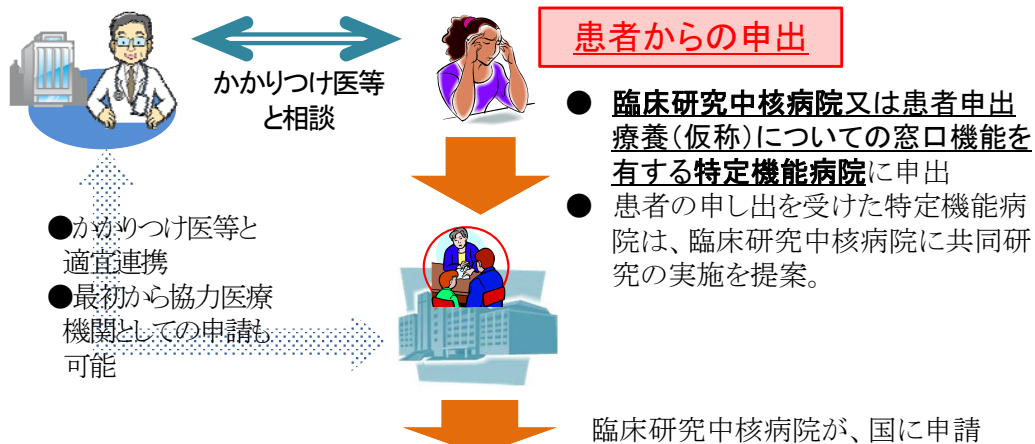 患者からの申出
かかりつけ医等
と相談
● 臨床研究中核病院又は患者申出
療養(仮称)についての窓口機能を
有する特定機能病院に申出
● 患者の申し出を受けた特定機能病
院は、臨床研究中核病院に共同研
究の実施を提案。
●かかりつけ医等と
適宜連携
●最初から協力医療
機関としての申請も
可能
臨床研究中核病院が、国に申請